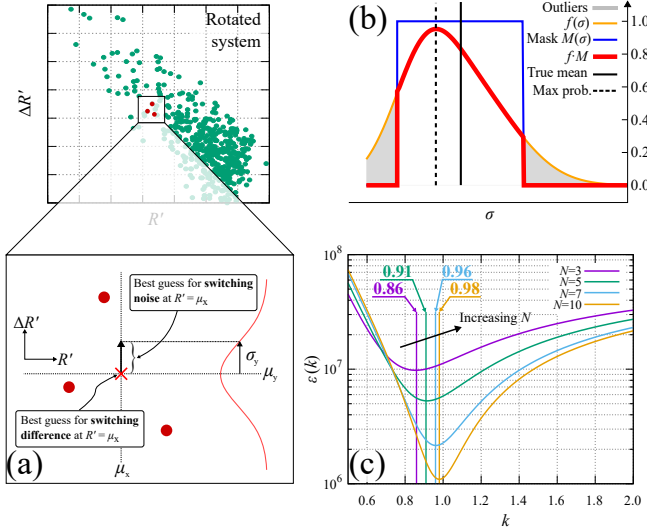 Rotated
system
ΔR′
R′
Best guess for switching
noise at R′ = μx
ΔR′
R′
σy
μy
Best guess for switching
difference at R′ = μx
μx
(a)
(b)
Outliers
f(σ)
Mask M(σ)
f·M
True mean
Max prob.
1.0
0.8
0.6
0.4
0.2
0.0
σ
10^8
10^7
10^6
ε(k)
0.91
0.86
0.96
0.98
N=3
N=5
N=7
N=10
Increasing N
(c)
0.6 0.8 1.0 1.2 1.4 1.6 1.8 2.0
k